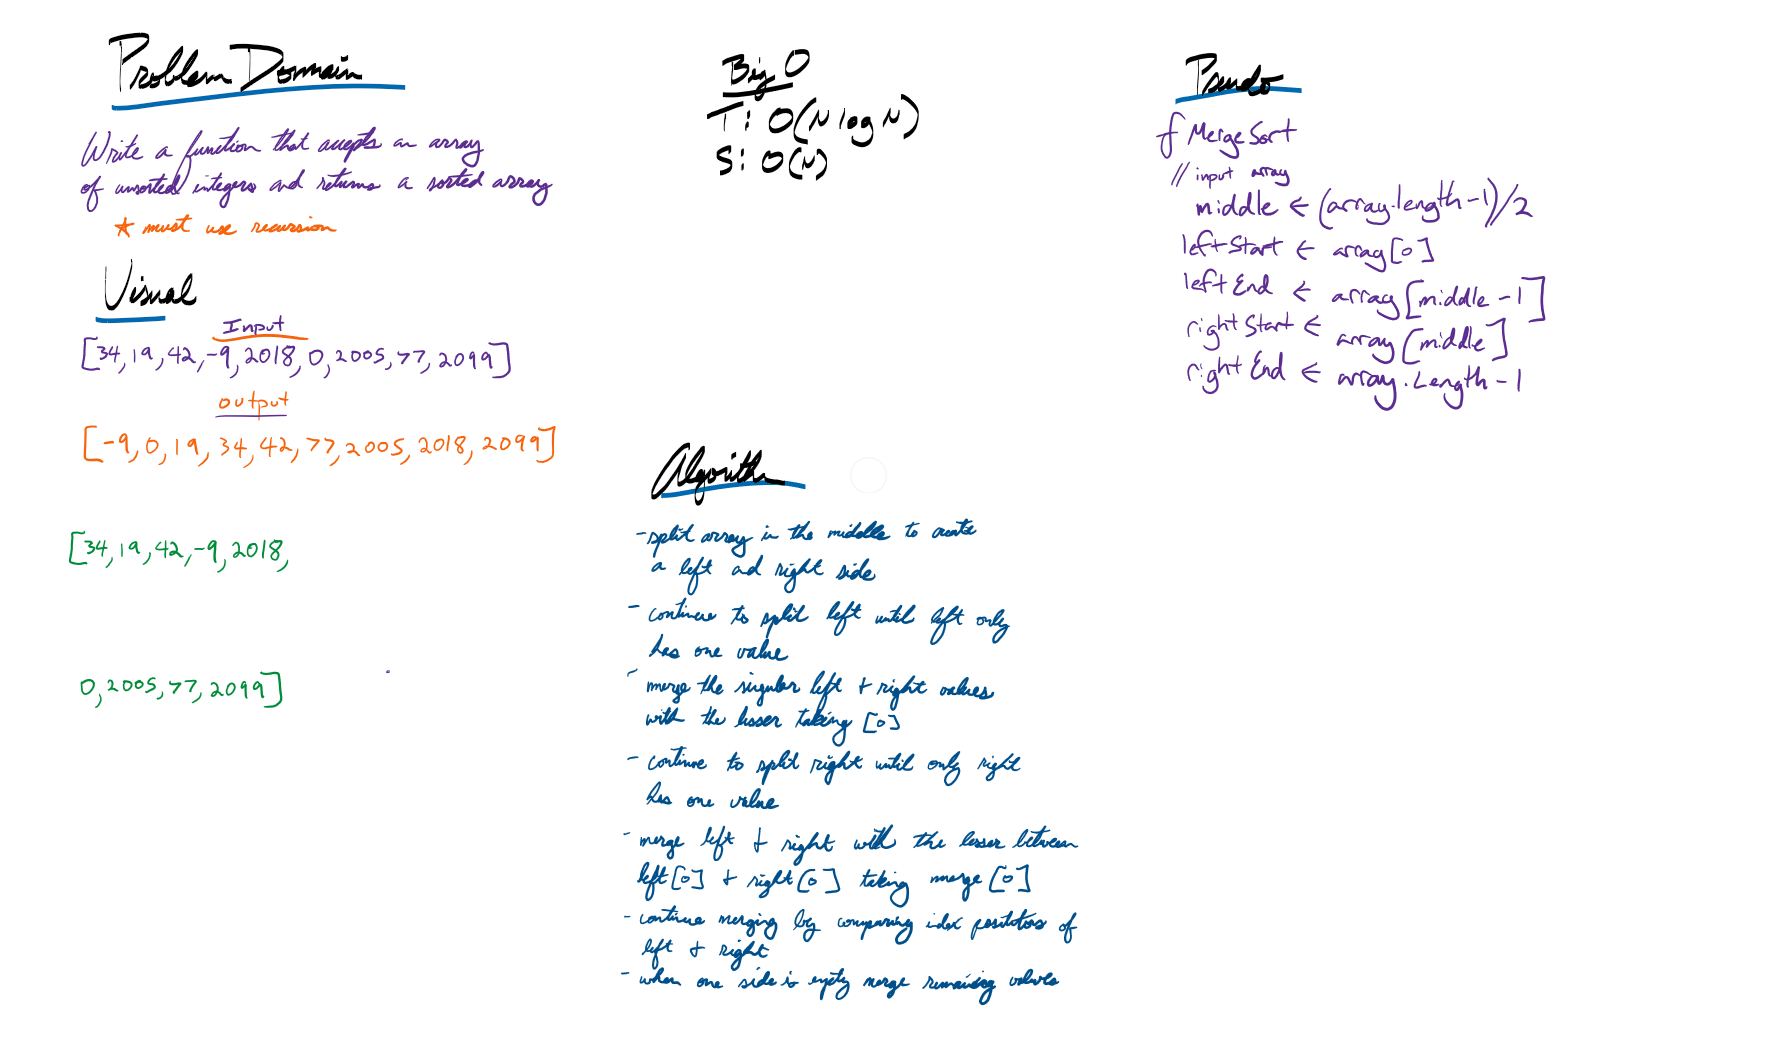 Problem Domain
Write a function that accepts an array
of unsorted integers and returns a sorted array
* must use recursion
Visual
Input
[34, 19, 42, -9, 2018, 0, 2005, 77, 2099]
output
[-9, 0, 19, 34, 42, 77, 2005, 2018, 2099]
[34, 19, 42, -9, 2018,
0, 2005, 77, 2099]
Big O
T: O(N log N)
S: O(N)
Algorith
- split array in the middle to create
a left and right side
- continue to split left until left only
has one value
- merge the singular left + right values
with the lesser taking [0]
- continue to split right until only right
has one value
- merge left + right with the lesser between
left[0] + right[0] taking merge[0]
- continue merging by comparing index positions of
left + right
- when one side is empty merge remaining values
Pseudo
f MergeSort
// input array
middle ← (array.length - 1)/2
leftStart ← array[0]
leftEnd ← array[middle - 1]
rightStart ← array[middle]
rightEnd ← array.Length - 1